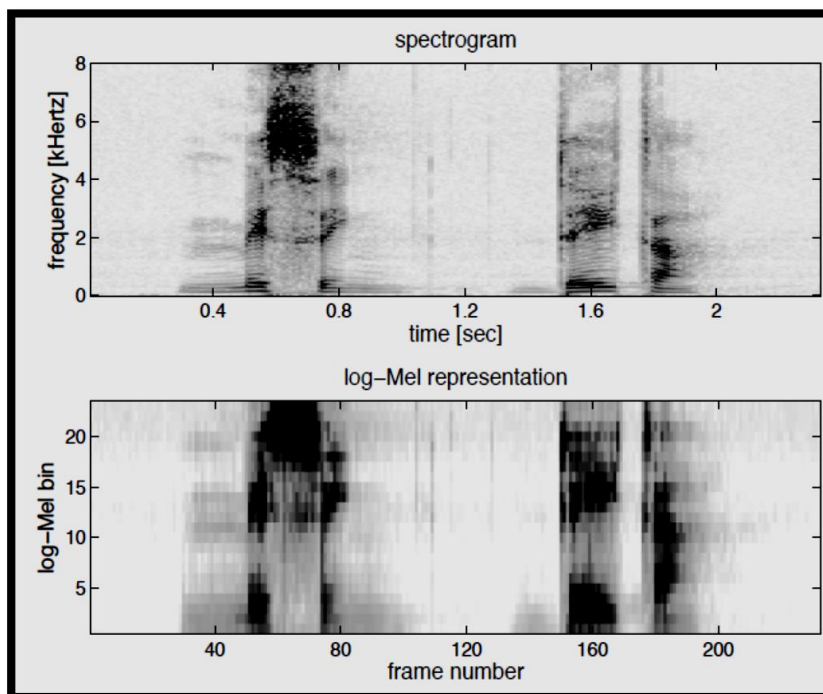 spectrogram
frequency [kHertz]
8
6
4
2
0
0.4 0.8 1.2 1.6 2
time [sec]
log-Mel representation
log-Mel bin
20
15
10
5
40 80 120 160 200
frame number